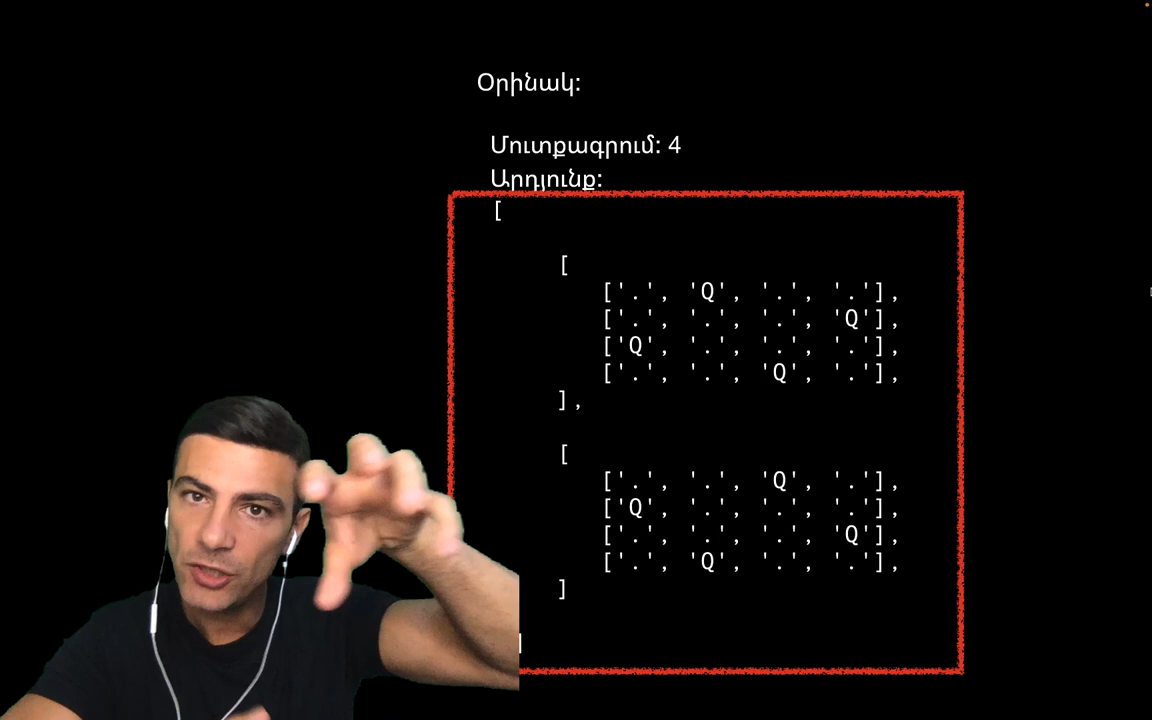 Օրինակ:
Մուտքագրում: 4
Արդյունք:
[
[
['.', 'Q', '.', '.'],
['.', '.', '.', 'Q'],
['Q', '.', '.', '.'],
['.', '.', 'Q', '.'],
],
[
['.', '.', 'Q', '.'],
['Q', '.', '.', '.'],
['.', '.', '.', 'Q'],
['.', 'Q', '.', '.'],
]
]